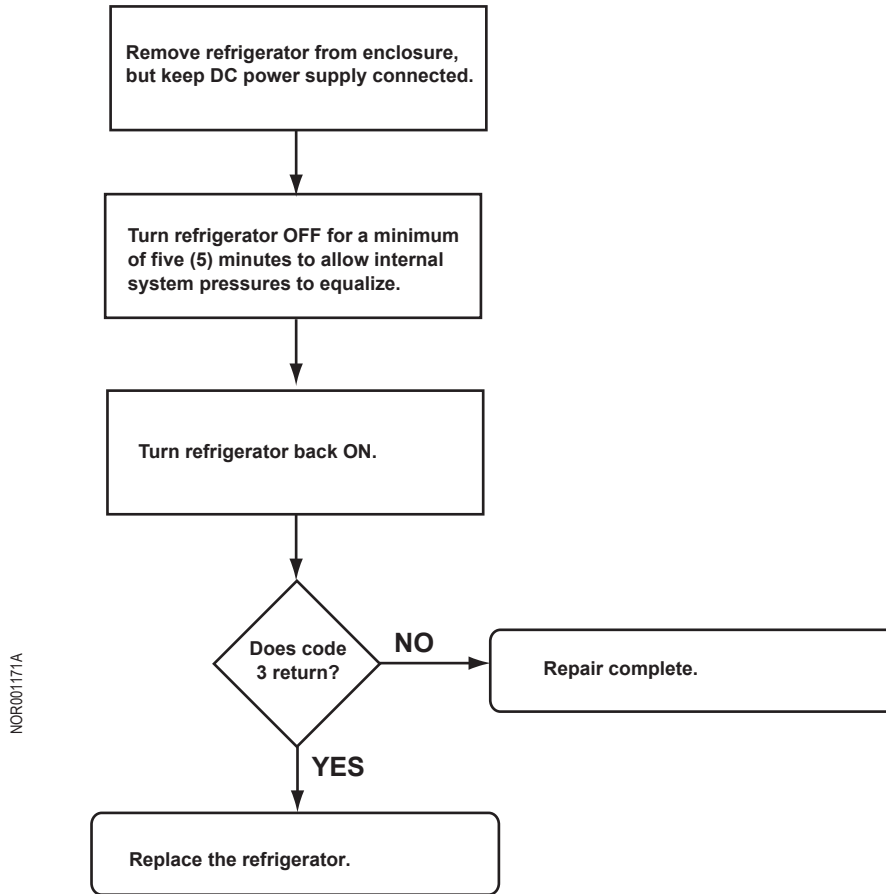 Remove refrigerator from enclosure,
but keep DC power supply connected.
Turn refrigerator OFF for a minimum
of five (5) minutes to allow internal
system pressures to equalize.
Turn refrigerator back ON.
Does code
3 return?
NO
Repair complete.
YES
Replace the refrigerator.
NOR001171A